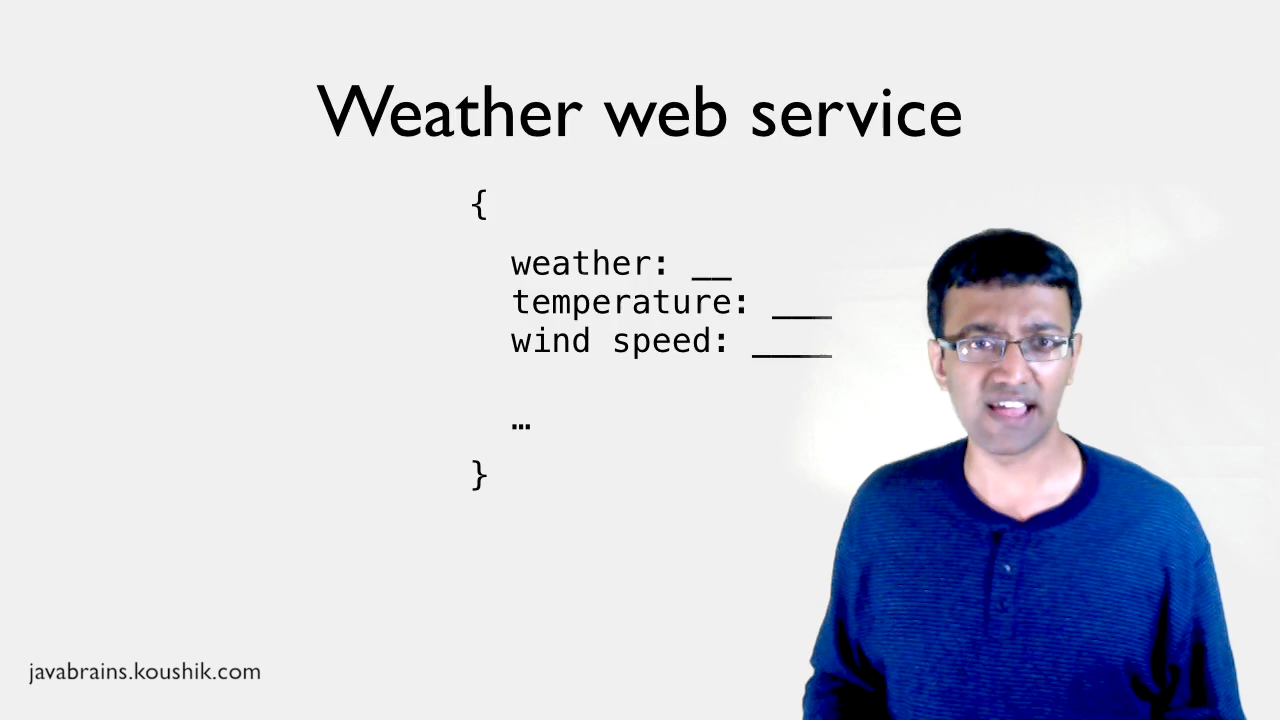 Weather web service
{
weather: __
temperature: ___
wind speed: ____
…
}
javabrains.koushik.com